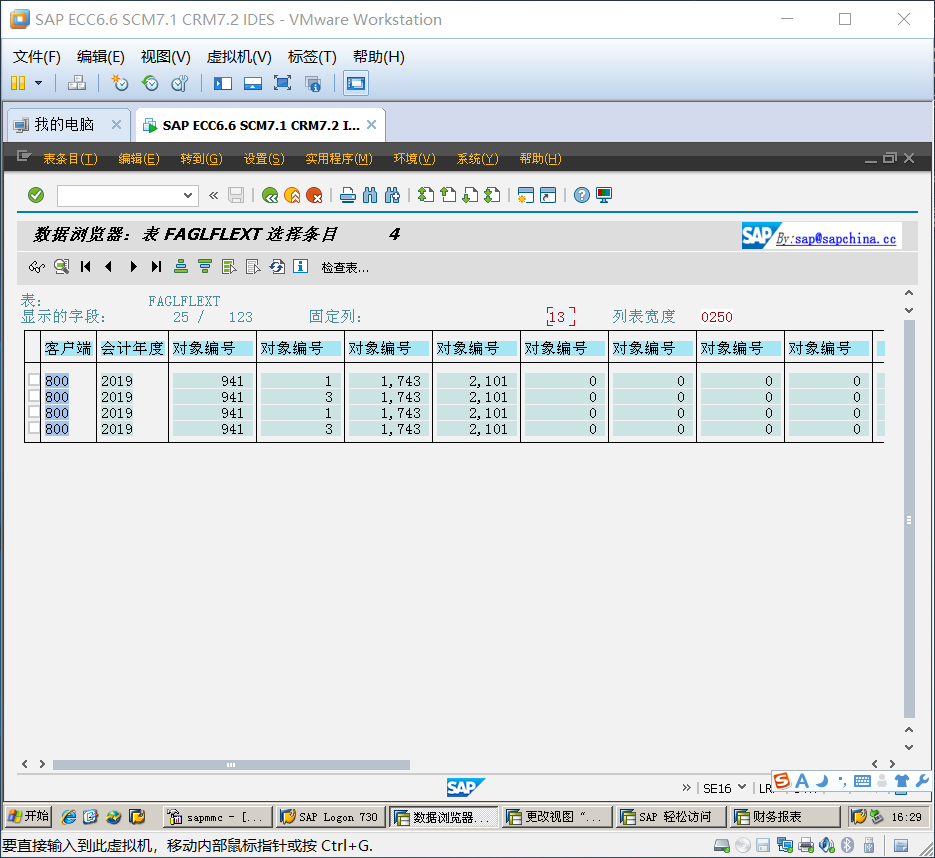 SAP ECC6.6 SCM7.1 CRM7.2 IDES - VMware Workstation
文件(F) 编辑(E) 视图(V) 虚拟机(V) 标签(T) 帮助(H)
我的电脑 SAP ECC6.6 SCM7.1 CRM7.2 I...
表条目(T) 编辑(E) 转到(G) 设置(S) 实用程序(M) 环境(V) 系统(Y) 帮助(H)
数据浏览器: 表 FAGLFLEXT 选择条目 4
SAP By:sap@sapchina.cc
检查表...
表: FAGLFLEXT
显示的字段: 25 / 123 固定列: 13 列表宽度 0250
客户端 会计年度 对象编号 对象编号 对象编号 对象编号 对象编号 对象编号 对象编号 对象编号
800 2019 941 1 1,743 2,101 0 0 0 0
800 2019 941 3 1,743 2,101 0 0 0 0
800 2019 941 1 1,743 2,101 0 0 0 0
800 2019 941 3 1,743 2,101 0 0 0 0
SAP SE16
开始 sapmmc - [... SAP Logon 730 数据浏览器... 更改视图 “... SAP 轻松访问 财务报表 16:29
要直接输入到此虚拟机，移动内部鼠标指针或按 Ctrl+G.